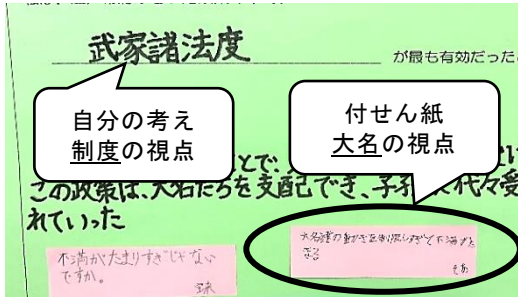 武家諸法度 が最も有効だった
自分の考え
制度の視点
付せん紙
大名の視点
とで、
この政策は、大名たちを支配でき、子孫 代々受
れていった
不満がたまりすぎじゃない
ですか。
大名達の動きを制限しすぎて不満が